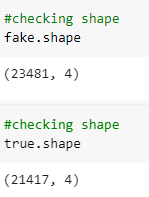 #checking shape
fake.shape
(23481, 4)
#checking shape
true.shape
(21417, 4)